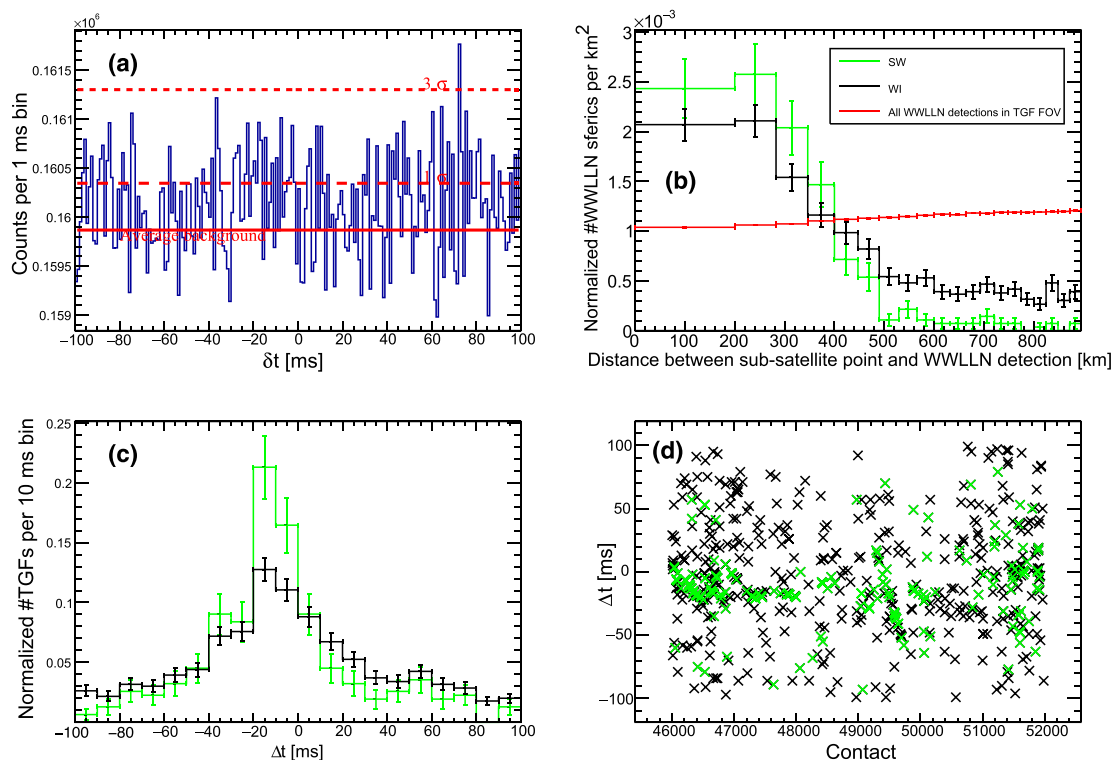 ×10⁶
(a)
3 σ
1 σ
Average background
Counts per 1 ms bin
0.1615
0.161
0.1605
0.16
0.1595
0.159
−100 −80 −60 −40 −20 0 20 40 60 80 100
δt [ms]
×10⁻³
(b)
SW
WI
All WWLLN detections in TGF FOV
Normalized #WWLLN sferics per km²
3
2.5
2
1.5
1
0.5
0
0 100 200 300 400 500 600 700 800
Distance between sub-satellite point and WWLLN detection [km]
(c)
Normalized #TGFs per 10 ms bin
0.25
0.2
0.15
0.1
0.05
−100 −80 −60 −40 −20 0 20 40 60 80 100
Δt [ms]
(d)
Δt [ms]
100
50
0
−50
−100
46000 47000 48000 49000 50000 51000 52000
Contact